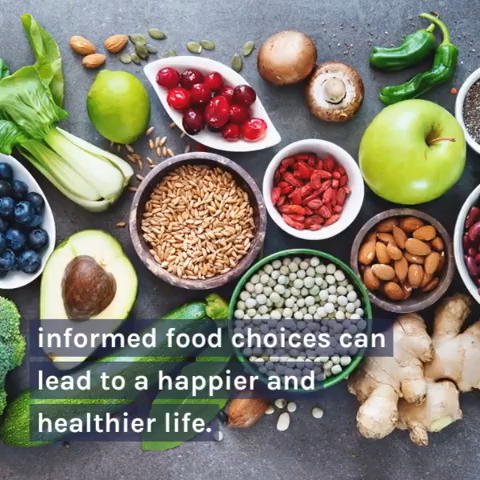 informed food choices can
lead to a happier and
healthier life.